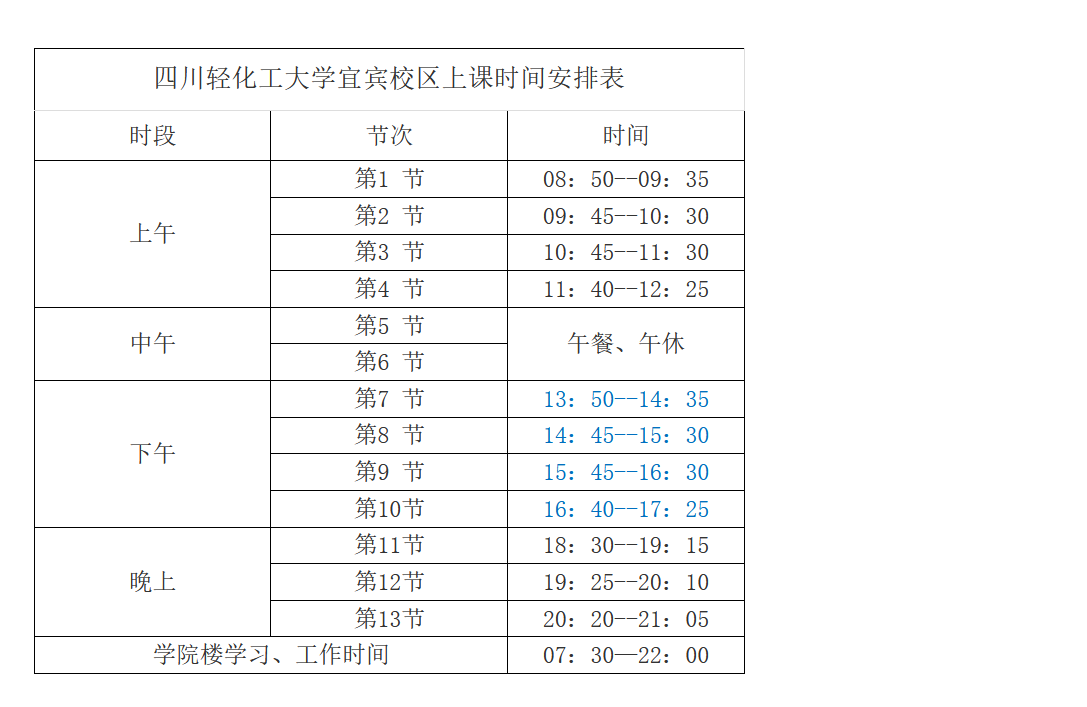 四川轻化工大学宜宾校区上课时间安排表
时段 节次 时间
上午
第1 节 08：50--09：35
第2 节 09：45--10：30
第3 节 10：45--11：30
第4 节 11：40--12：25
中午
第5 节
第6 节
午餐、午休
下午
第7 节 13：50--14：35
第8 节 14：45--15：30
第9 节 15：45--16：30
第10节 16：40--17：25
晚上
第11节 18：30--19：15
第12节 19：25--20：10
第13节 20：20--21：05
学院楼学习、工作时间 07：30—22：00